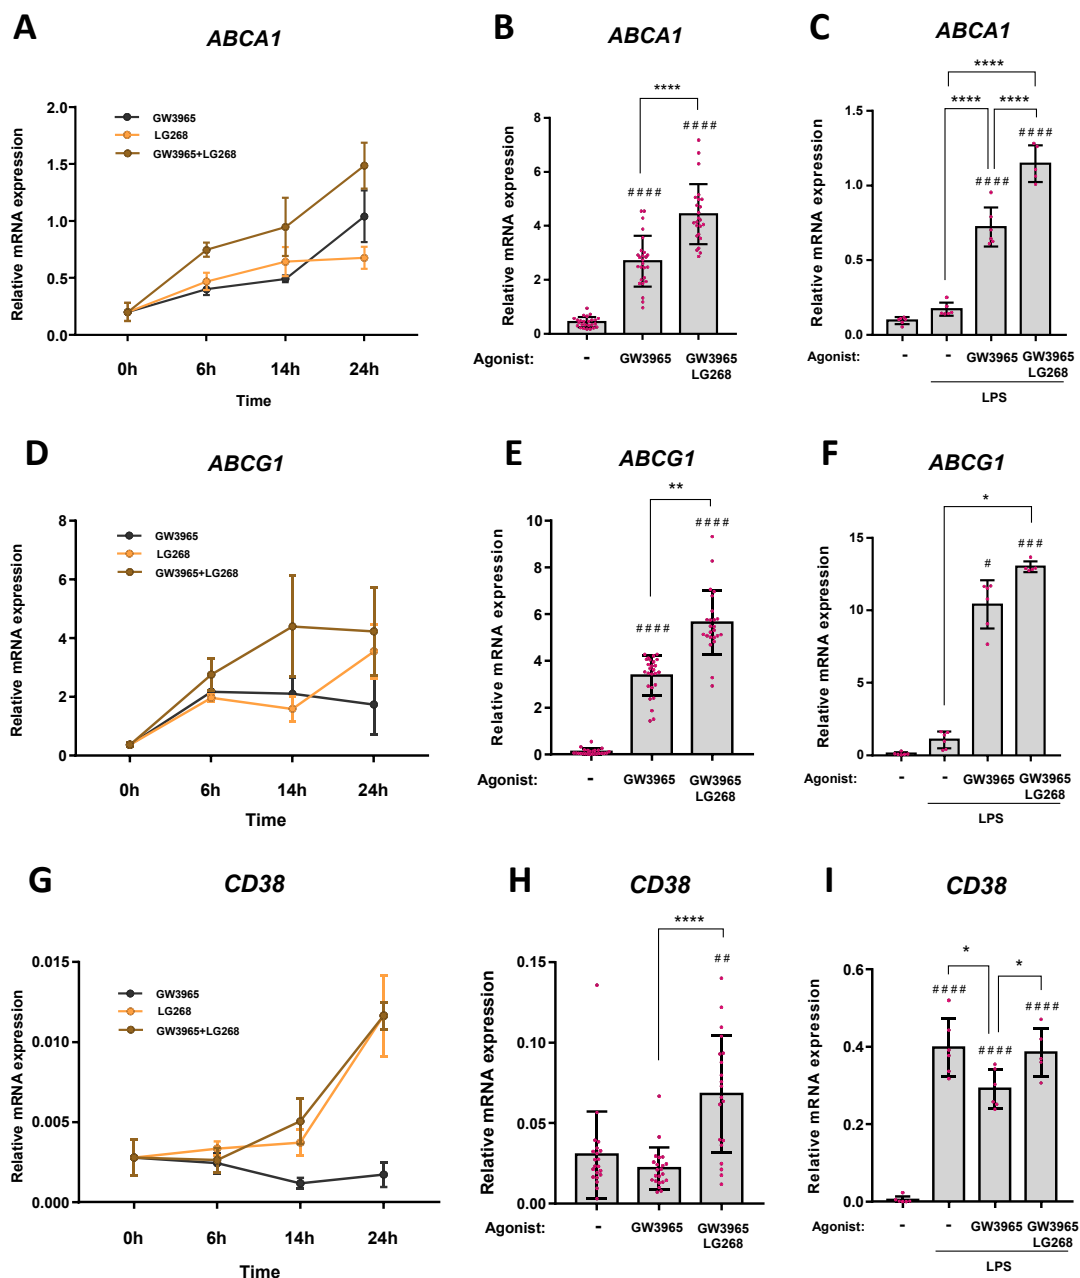 A
ABCA1
Relative mRNA expression
2.0
1.5
1.0
0.5
0.0
GW3965
LG268
GW3965+LG268
0h 6h 14h 24h
Time
B
ABCA1
****
####
####
Relative mRNA expression
8
6
4
2
0
Agonist: - GW3965 GW3965
LG268
C
ABCA1
****
**** ****
####
####
Relative mRNA expression
1.5
1.0
0.5
0.0
Agonist: - - GW3965 GW3965
LG268
LPS
D
ABCG1
Relative mRNA expression
8
6
4
2
0
GW3965
LG268
GW3965+LG268
0h 6h 14h 24h
Time
E
ABCG1
**
####
####
Relative mRNA expression
10
8
6
4
2
0
Agonist: - GW3965 GW3965
LG268
F
ABCG1
*
###
#
Relative mRNA expression
15
10
5
0
Agonist: - - GW3965 GW3965
LG268
LPS
G
CD38
Relative mRNA expression
0.015
0.010
0.005
0.000
GW3965
LG268
GW3965+LG268
0h 6h 14h 24h
Time
H
CD38
****
##
Relative mRNA expression
0.15
0.10
0.05
0.00
Agonist: - GW3965 GW3965
LG268
I
CD38
* *
####
####
####
Relative mRNA expression
0.6
0.4
0.2
0.0
Agonist: - - GW3965 GW3965
LG268
LPS